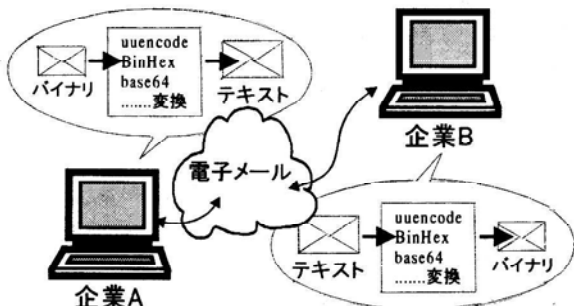 uuencode
BinHex
base64
.......変換
バイナリ
テキスト
企業B
電子メール
企業A
uuencode
BinHex
base64
.......変換
テキスト
バイナリ